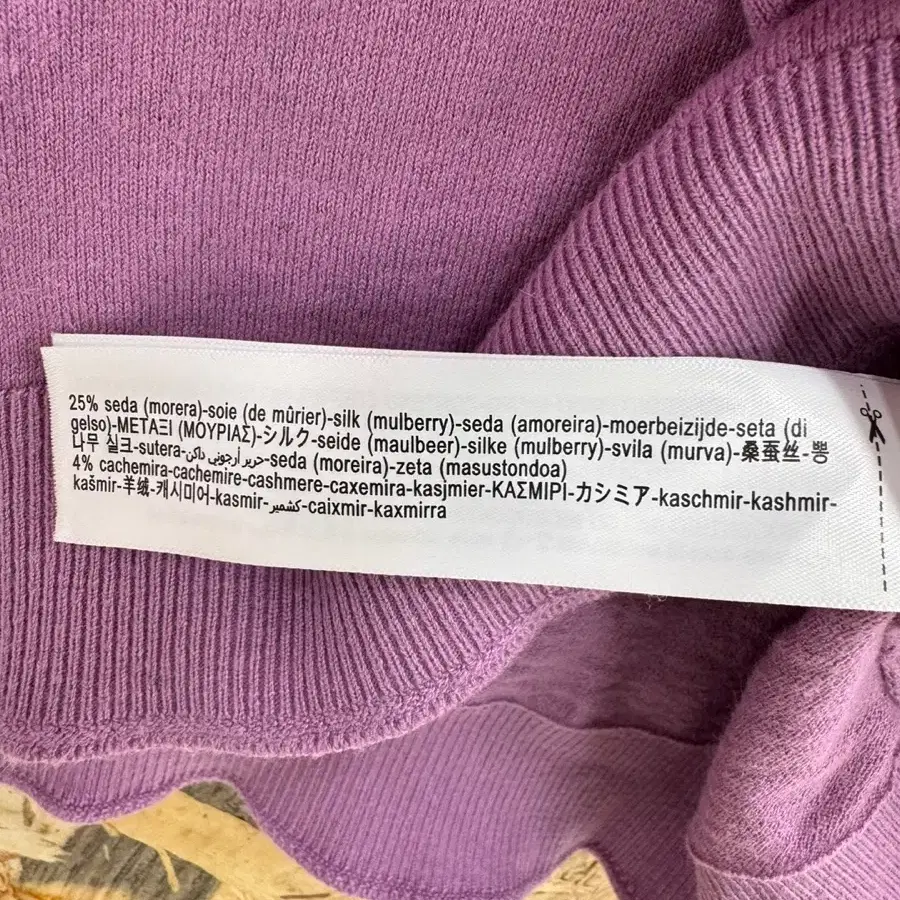 25% seda (morera)-soie (de mûrier)-silk (mulberry)-seda (amoreira)-moerbeizijde-seta (di
gelso)-ΜΕΤΑΞΙ (ΜΟΥΡΙΑΣ)-シルク-seide (maulbeer)-silke (mulberry)-svila (murva)-桑蚕丝-뽕
나무 실크-sutera-حرير أرجوني داكن-seda (moreira)-zeta (masustondoa)
4% cachemira-cachemire-cashmere-caxemira-kasjmier-ΚΑΣΜΙΡΙ-カシミア-kaschmir-kashmir-
kašmir-羊绒-캐시미어-kasmir-كشمير-caixmir-kaxmirra